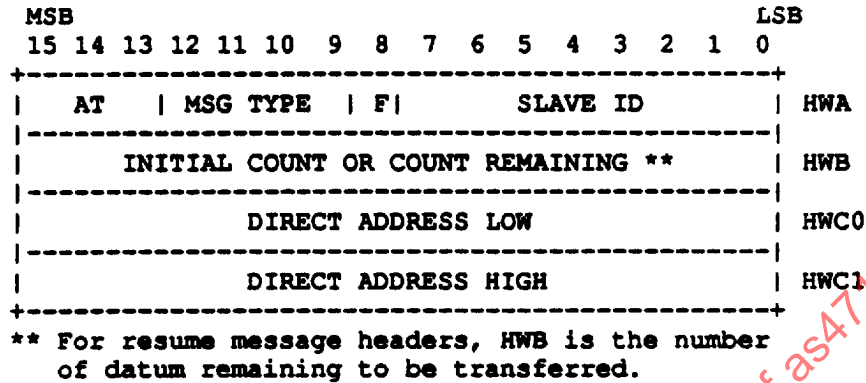 MSB LSB
15 14 13 12 11 10 9 8 7 6 5 4 3 2 1 0
+-----------------------------------------------+
| AT | MSG TYPE | F| SLAVE ID | HWA
|-----------------------------------------------|
| INITIAL COUNT OR COUNT REMAINING ** | HWB
|-----------------------------------------------|
| DIRECT ADDRESS LOW | HWC0
|-----------------------------------------------|
| DIRECT ADDRESS HIGH | HWC1
+-----------------------------------------------+
** For resume message headers, HWB is the number
of datum remaining to be transferred.